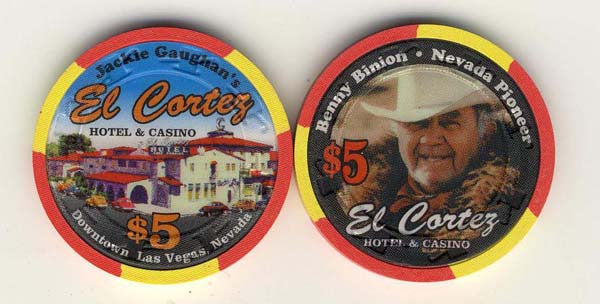 Jackie Gaughan's
El Cortez
HOTEL & CASINO
HOTEL
$5
Downtown Las Vegas, Nevada
Benny Binion • Nevada Pioneer
$5
El Cortez
HOTEL & CASINO